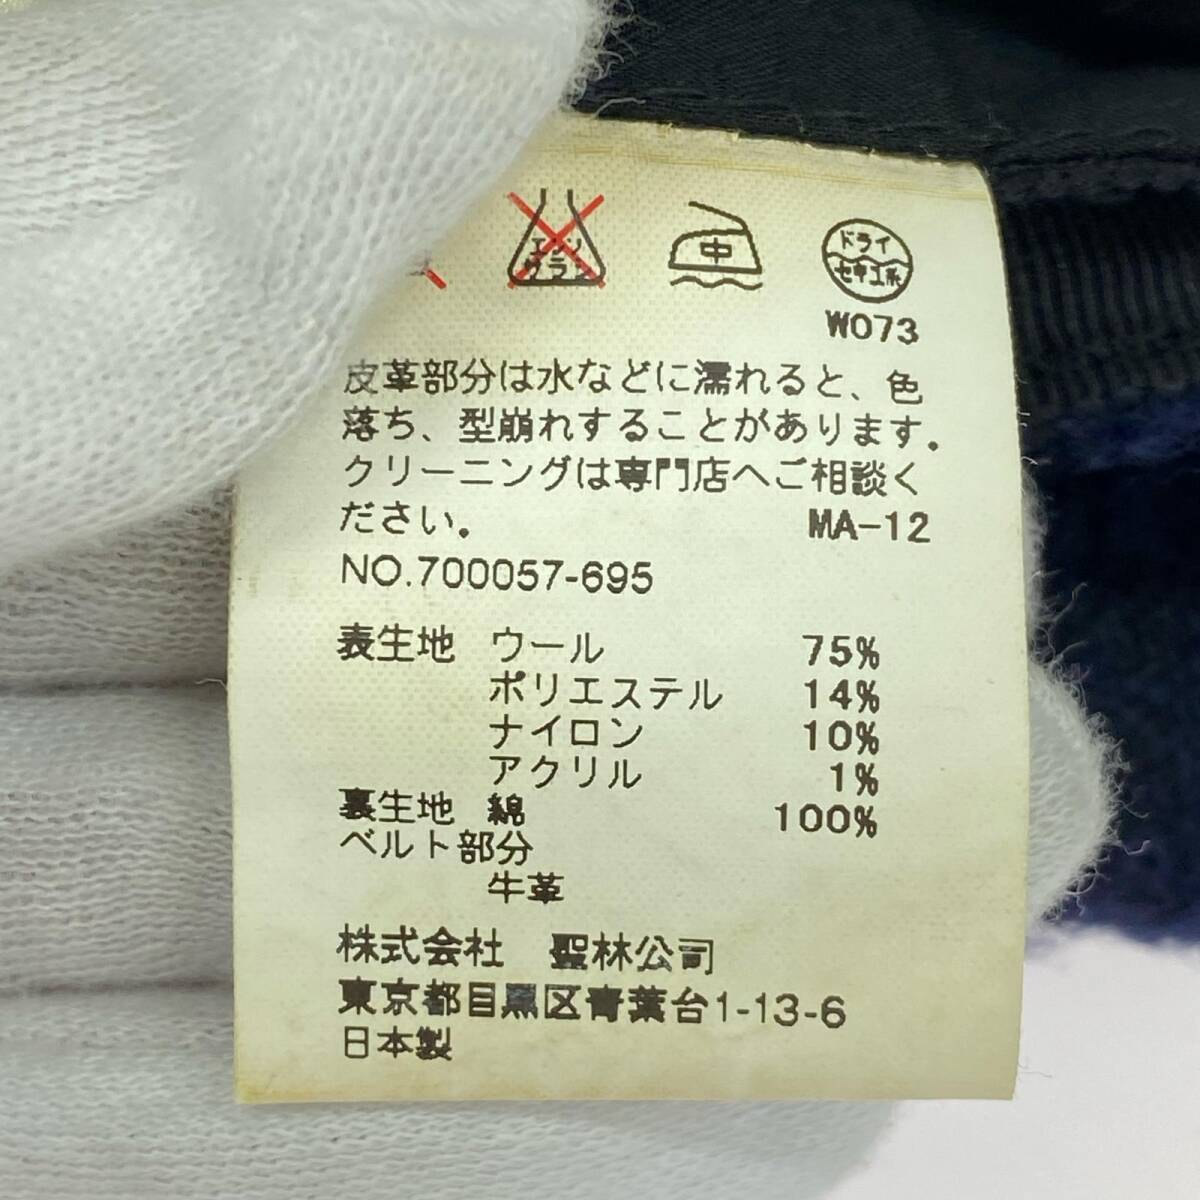 エンソ
サラシ
中
ドライ
セキユ系
W073
皮革部分は水などに濡れると、色
落ち、型崩れすることがあります。
クリーニングは専門店へご相談く
ださい。 MA-12
NO.700057-695
表生地 ウール 75%
ポリエステル 14%
ナイロン 10%
アクリル 1%
裏生地 綿 100%
ベルト部分
牛革
株式会社 聖林公司
東京都目黒区青葉台1-13-6
日本製